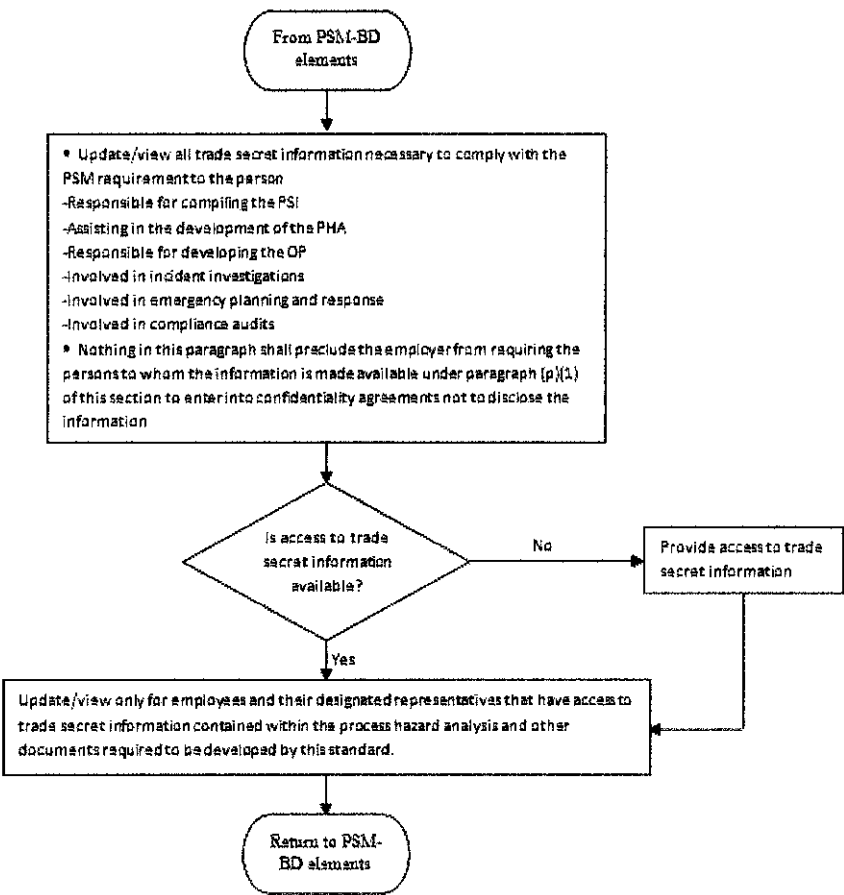 From PSM-BD
elements
• Update/view all trade secret information necessary to comply with the
PSM requirement to the person
-Responsible for compiling the PSI
-Assisting in the development of the PHA
-Responsible for developing the OP
-Involved in incident investigations
-Involved in emergency planning and response
-Involved in compliance audits
• Nothing in this paragraph shall preclude the employer from requiring the
persons to whom the information is made available under paragraph (p)(1)
of this section to enter into confidentiality agreements not to disclose the
information
Is access to trade
secret information
available?
No
Provide access to trade
secret information
Yes
Update/view only for employees and their designated representatives that have access to
trade secret information contained within the process hazard analysis and other
documents required to be developed by this standard.
Return to PSM-
BD elements